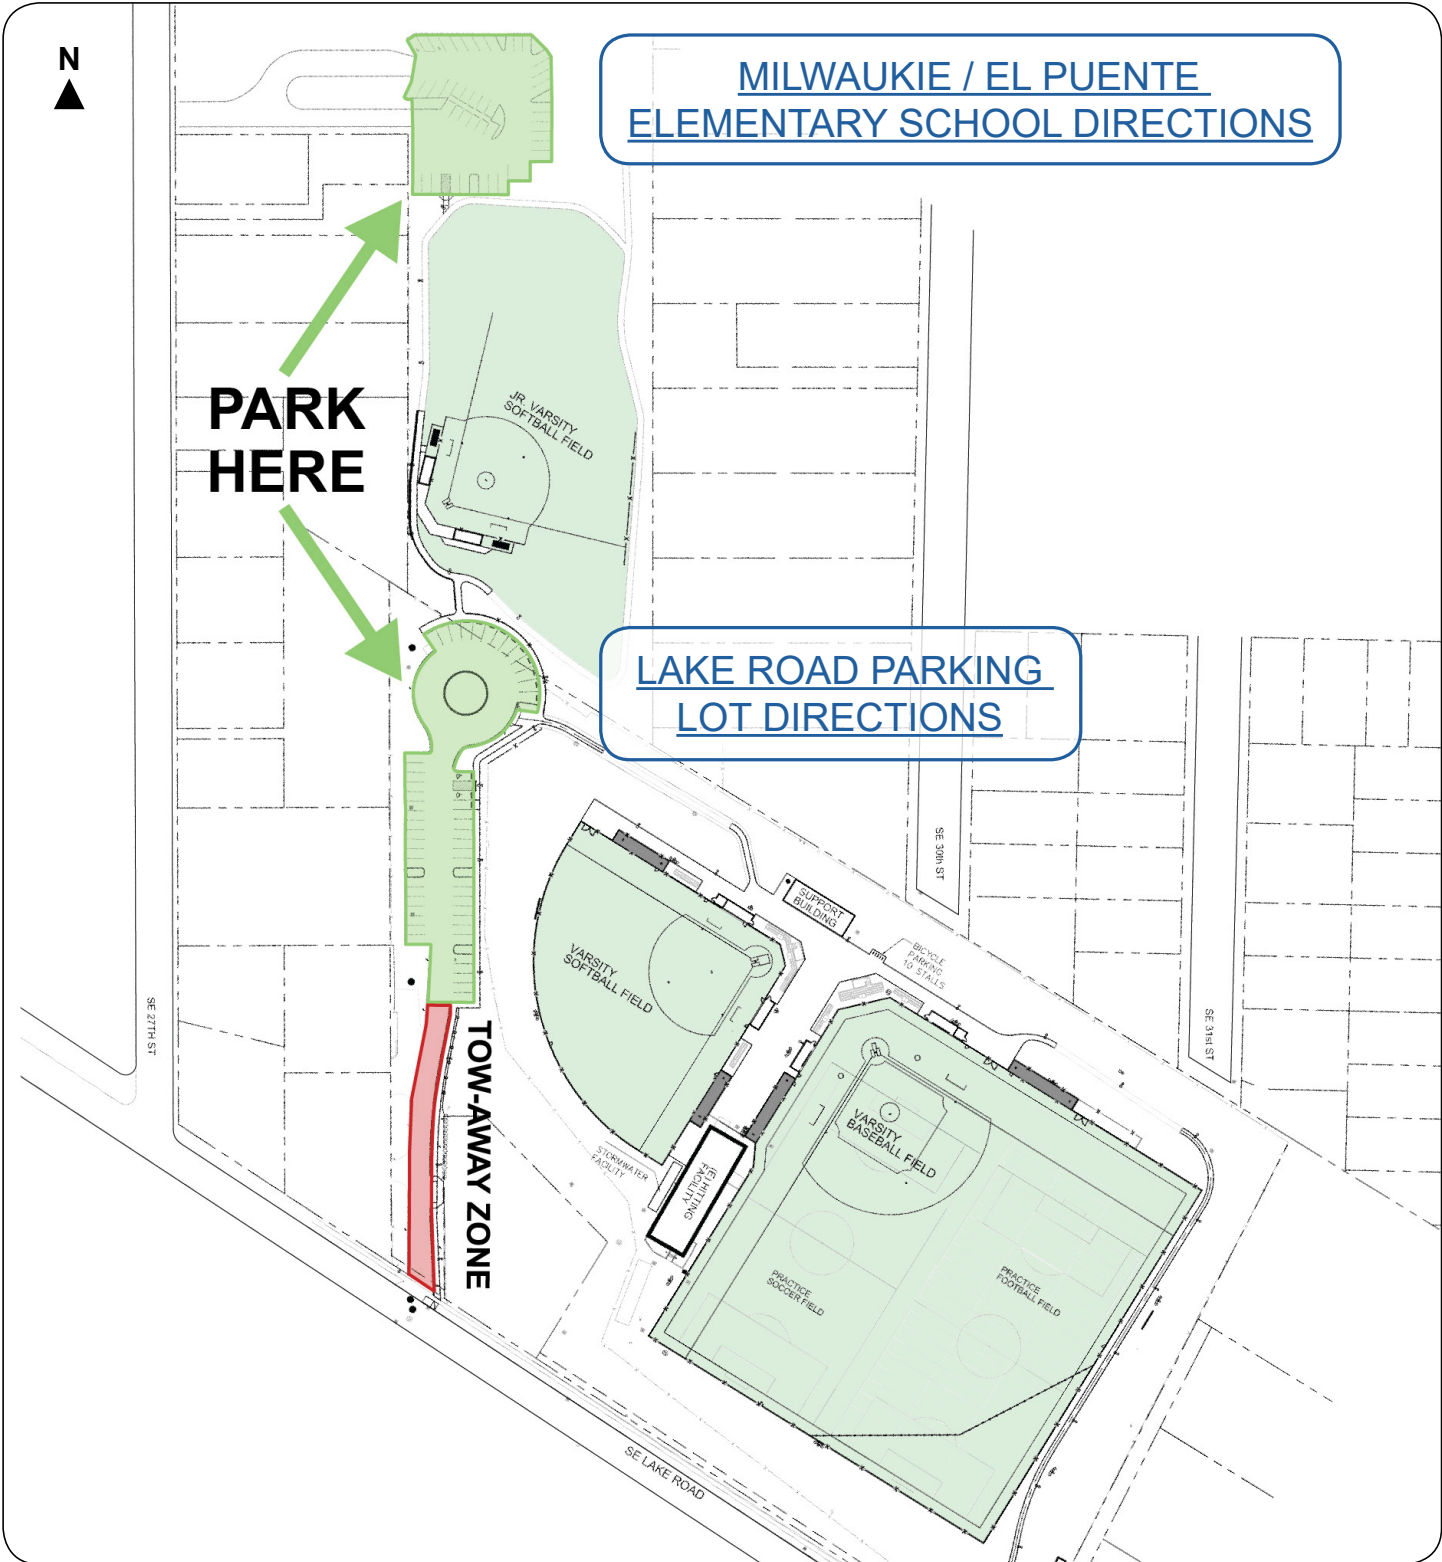 N
MILWAUKIE / EL PUENTE
ELEMENTARY SCHOOL DIRECTIONS
PARK
HERE
JR. VARSITY
SOFTBALL FIELD
LAKE ROAD PARKING
LOT DIRECTIONS
SE 30th ST
SUPPORT
BUILDING
BICYCLE
PARKING
10 STALLS
VARSITY
SOFTBALL FIELD
SE 27TH ST
SE 31st ST
TOW-AWAY ZONE
VARSITY
BASEBALL FIELD
STORMWATER
FACILITY
(E) HITTING
FACILITY
PRACTICE
SOCCER FIELD
PRACTICE
FOOTBALL FIELD
SE LAKE ROAD